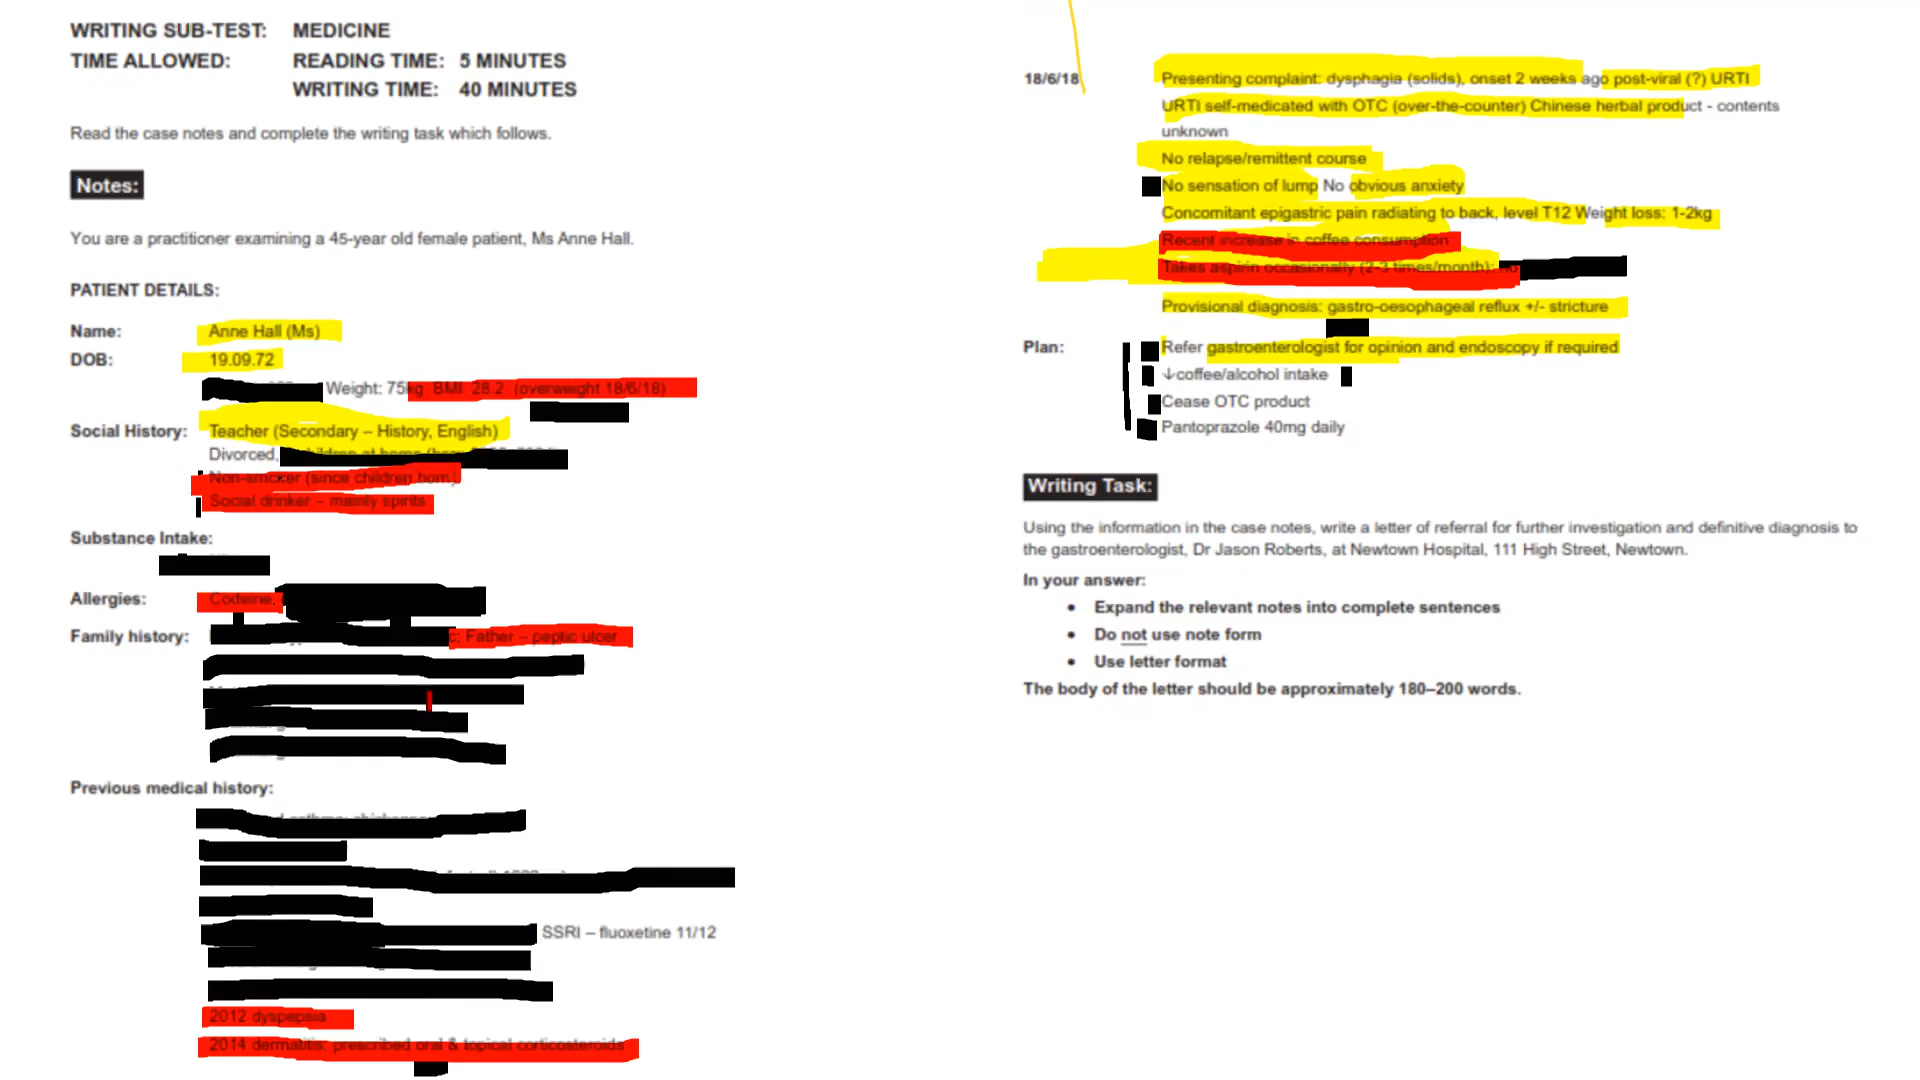 WRITING SUB-TEST: MEDICINE
TIME ALLOWED: READING TIME: 5 MINUTES
WRITING TIME: 40 MINUTES
Read the case notes and complete the writing task which follows.
Notes:
You are a practitioner examining a 45-year old female patient, Ms Anne Hall.
PATIENT DETAILS:
Name: Anne Hall (Ms)
DOB: 19.09.72
Weight: 75kg BMI 28.2 (overweight 18/6/18)
Social History: Teacher (Secondary – History, English)
Divorced,
Non-smoker (since children born)
Social drinker – mainly spirits
Substance Intake:
Allergies: Codeine,
Family history: Father – peptic ulcer
Previous medical history:
SSRI – fluoxetine 11/12
2012 dyspepsia
2014 dermatitis: prescribed oral & topical corticosteroids
18/6/18 Presenting complaint: dysphagia (solids), onset 2 weeks ago post-viral (?) URTI
URTI self-medicated with OTC (over-the-counter) Chinese herbal product - contents
unknown
No relapse/remittent course
No sensation of lump No obvious anxiety
Concomitant epigastric pain radiating to back, level T12 Weight loss: 1-2kg
Recent increase in coffee consumption
Takes aspirin occasionally (2-3 times/month); no
Provisional diagnosis: gastro-oesophageal reflux +/- stricture
Plan: Refer gastroenterologist for opinion and endoscopy if required
↓coffee/alcohol intake
Cease OTC product
Pantoprazole 40mg daily
Writing Task:
Using the information in the case notes, write a letter of referral for further investigation and definitive diagnosis to
the gastroenterologist, Dr Jason Roberts, at Newtown Hospital, 111 High Street, Newtown.
In your answer:
• Expand the relevant notes into complete sentences
• Do not use note form
• Use letter format
The body of the letter should be approximately 180–200 words.